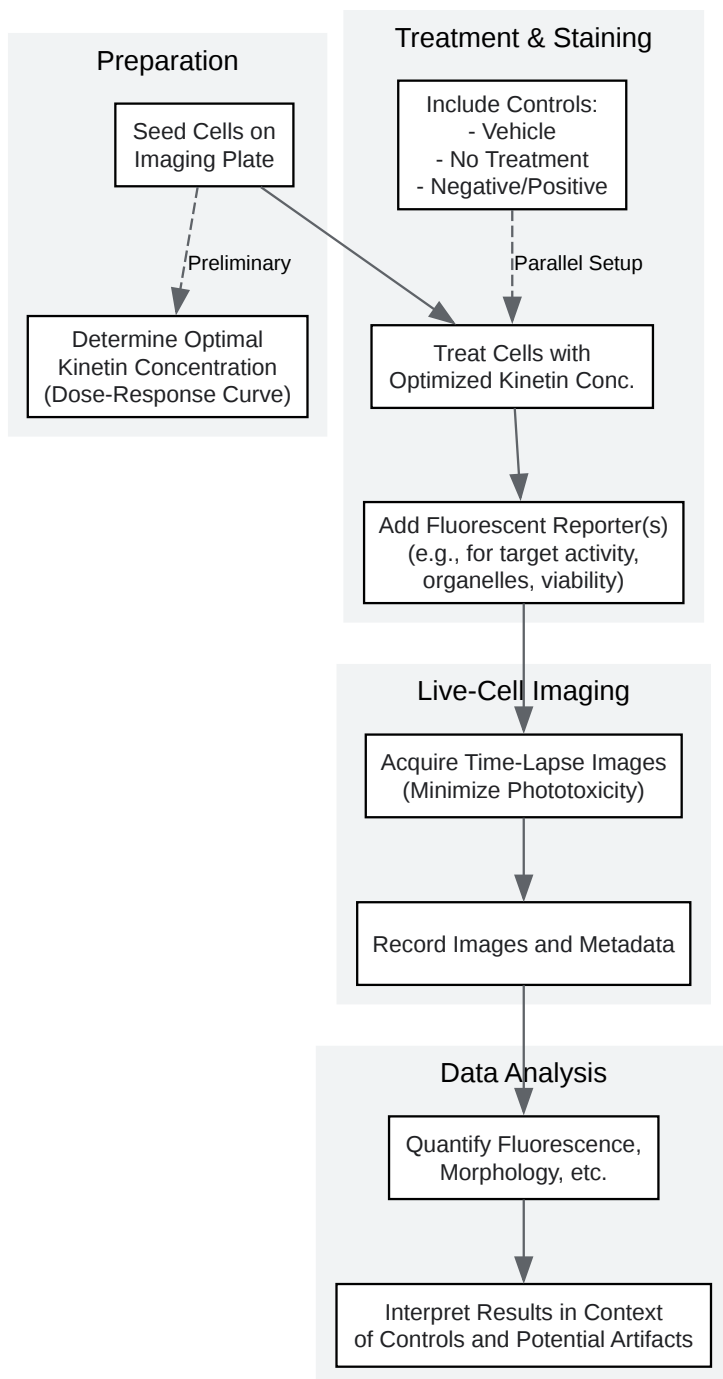 Preparation
Seed Cells on
Imaging Plate
Preliminary
Determine Optimal
Kinetin Concentration
(Dose-Response Curve)
Treatment & Staining
Include Controls:
- Vehicle
- No Treatment
- Negative/Positive
Parallel Setup
Treat Cells with
Optimized Kinetin Conc.
Add Fluorescent Reporter(s)
(e.g., for target activity,
organelles, viability)
Live-Cell Imaging
Acquire Time-Lapse Images
(Minimize Phototoxicity)
Record Images and Metadata
Data Analysis
Quantify Fluorescence,
Morphology, etc.
Interpret Results in Context
of Controls and Potential Artifacts